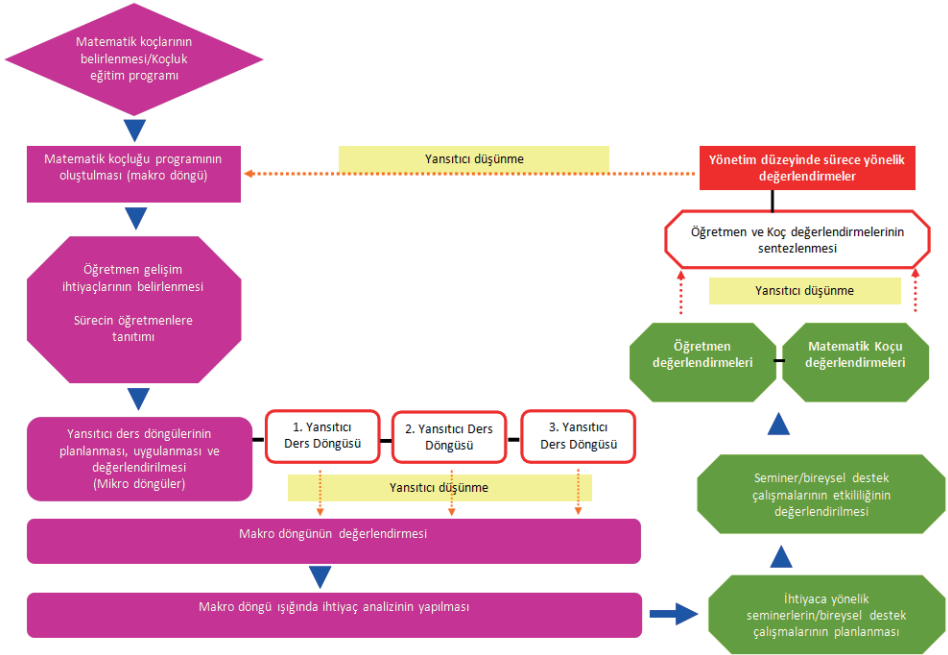 Matematik koçlarının
belirlenmesi/Koçluk
eğitim programı
Matematik koçluğu programının
oluştulması (makro döngü)
Yansıtıcı düşünme
Yönetim düzeyinde sürece yönelik
değerlendirmeler
Öğretmen ve Koç değerlendirmelerinin
sentezlenmesi
Yansıtıcı düşünme
Öğretmen gelişim
ihtiyaçlarının belirlenmesi
Sürecin öğretmenlere
tanıtımı
Öğretmen
değerlendirmeleri
Matematik Koçu
değerlendirmeleri
Yansıtıcı ders döngülerinin
planlanması, uygulanması ve
değerlendirilmesi
(Mikro döngüler)
1. Yansıtıcı
Ders Döngüsü
2. Yansıtıcı Ders
Döngüsü
3. Yansıtıcı
Ders Döngüsü
Yansıtıcı düşünme
Seminer/bireysel destek
çalışmalarının etkililiğinin
değerlendirilmesi
Makro döngünün değerlendirmesi
Makro döngü ışığında ihtiyaç analizinin yapılması
İhtiyaca yönelik
seminerlerin/bireysel destek
çalışmalarının planlanması